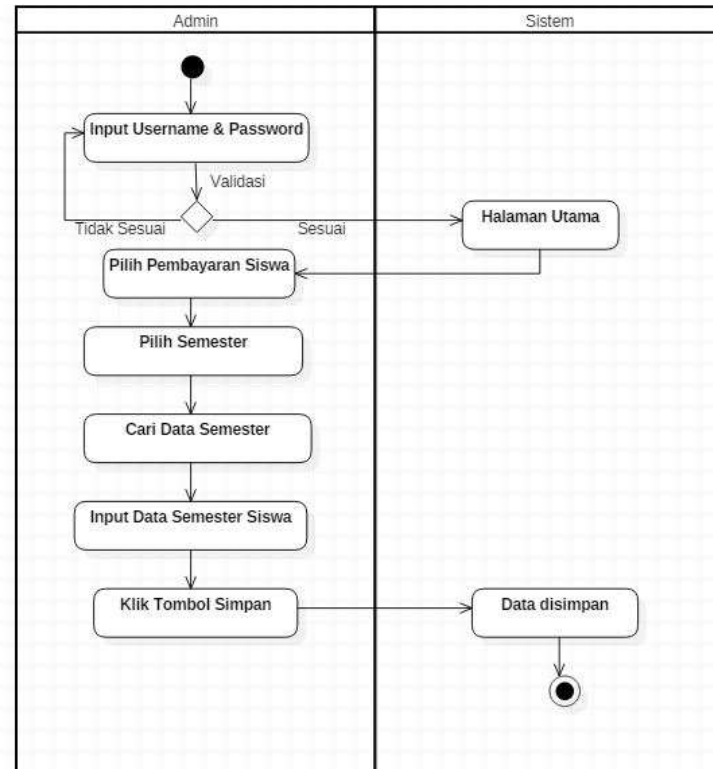 Admin
Sistem
Input Username & Password
Validasi
Tidak Sesuai
Sesuai
Halaman Utama
Pilih Pembayaran Siswa
Pilih Semester
Cari Data Semester
Input Data Semester Siswa
Klik Tombol Simpan
Data disimpan